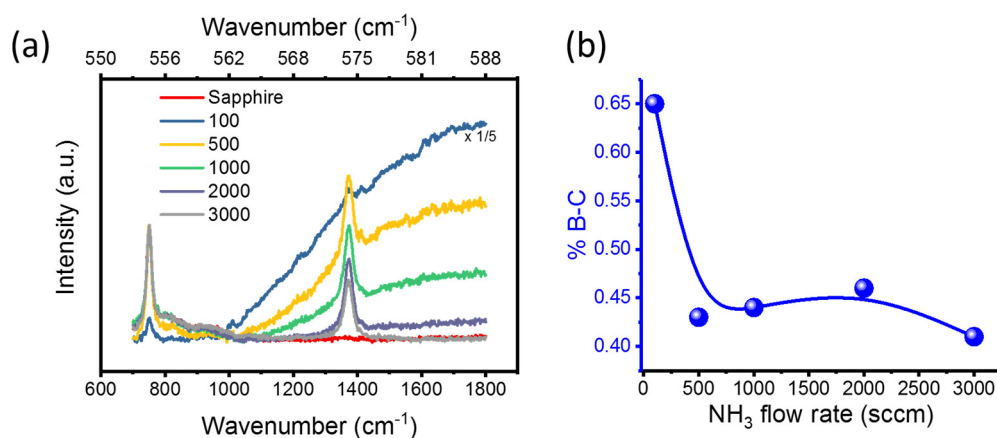 (a)
Wavenumber (cm⁻¹)
550 556 562 568 575 581 588
Intensity (a.u.)
Sapphire
100
500
1000
2000
3000
x 1/5
600 800 1000 1200 1400 1600 1800
Wavenumber (cm⁻¹)
(b)
% B-C
0.65
0.60
0.55
0.50
0.45
0.40
0 500 1000 1500 2000 2500 3000
NH₃ flow rate (sccm)